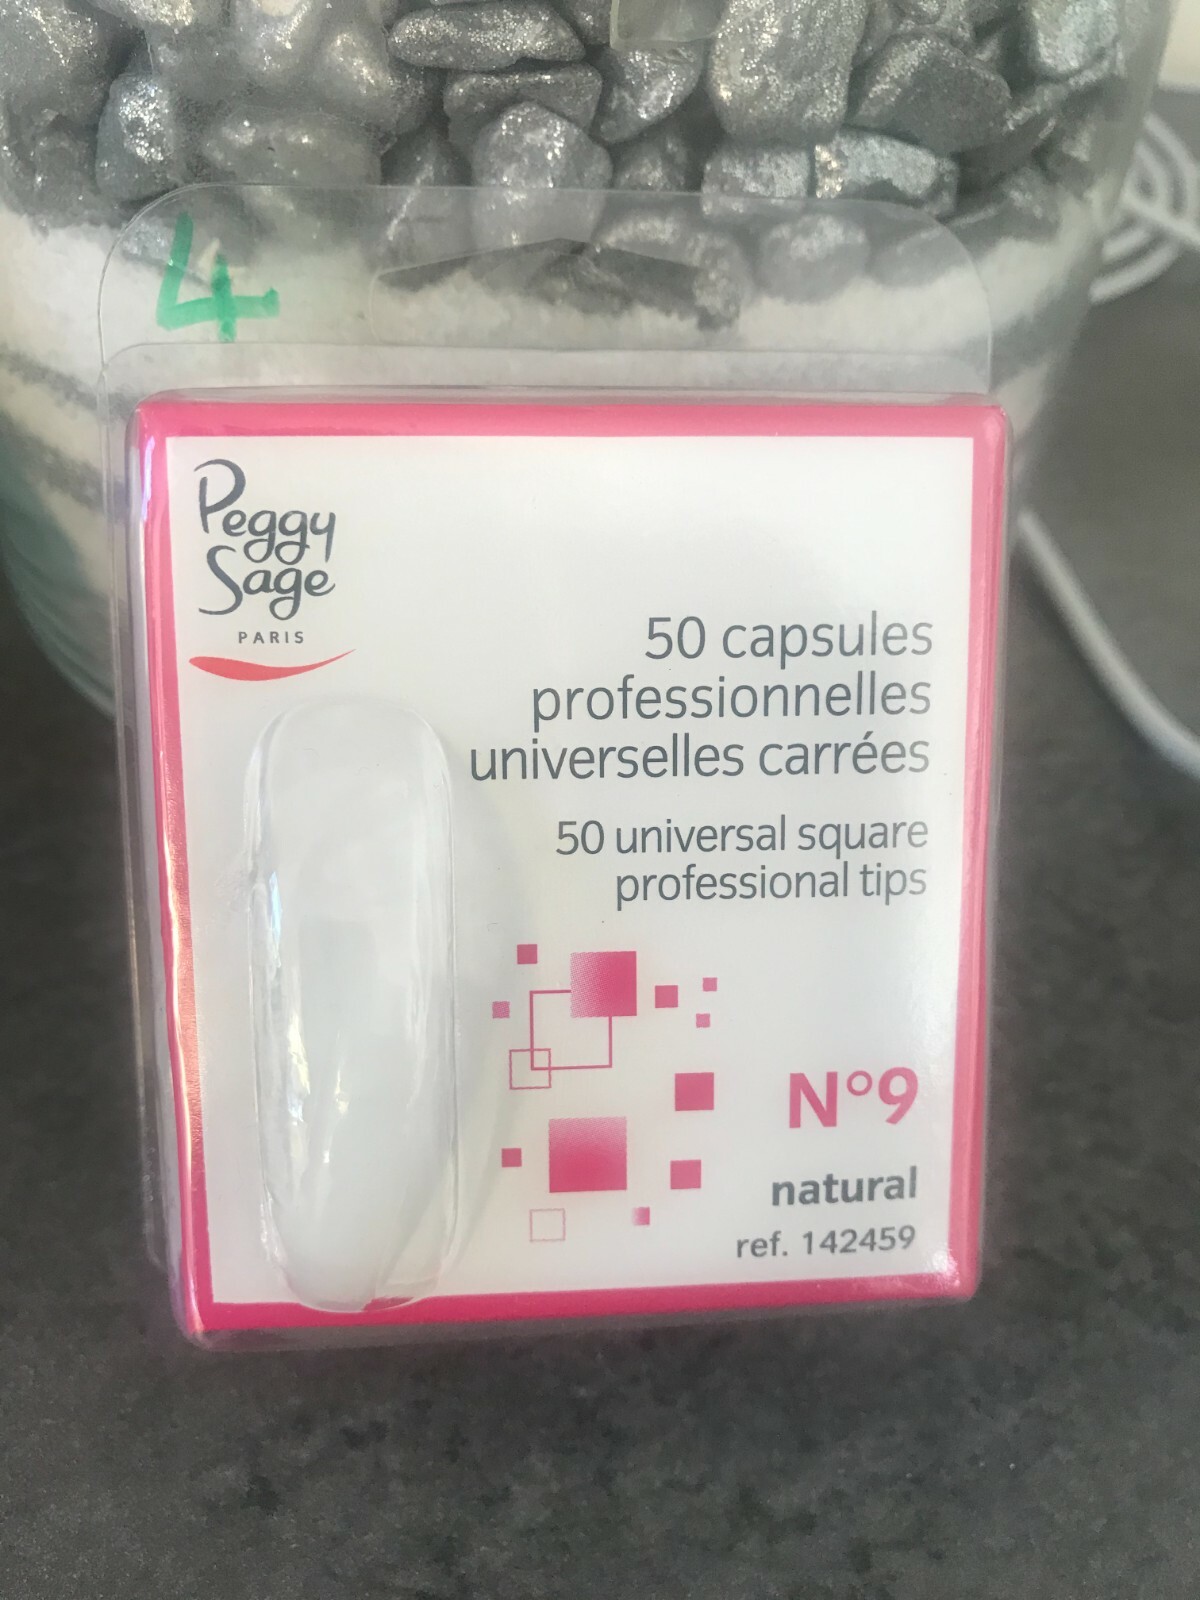 4
Peggy
Sage
PARIS
50 capsules
professionnelles
universelles carrées
50 universal square
professional tips
N°9
natural
ref. 142459